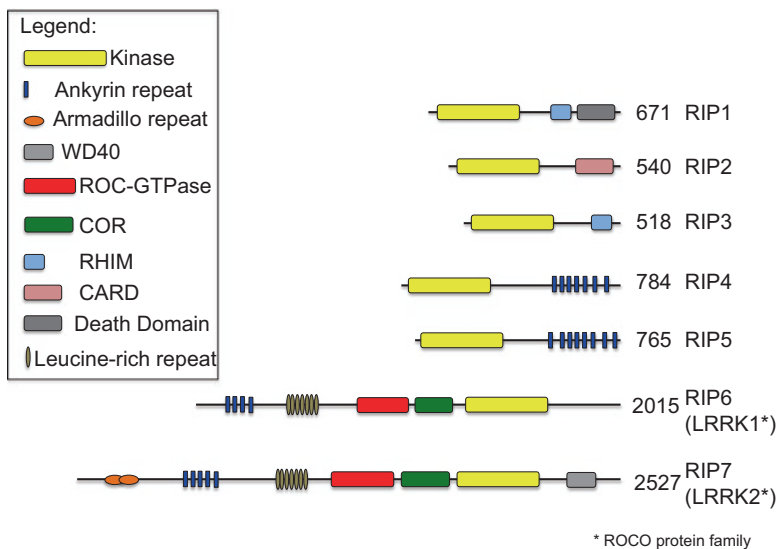 Legend:
Kinase
Ankyrin repeat
Armadillo repeat
WD40
ROC-GTPase
COR
RHIM
CARD
Death Domain
Leucine-rich repeat
671 RIP1
540 RIP2
518 RIP3
784 RIP4
765 RIP5
2015 RIP6
(LRRK1*)
2527 RIP7
(LRRK2*)
* ROCO protein family